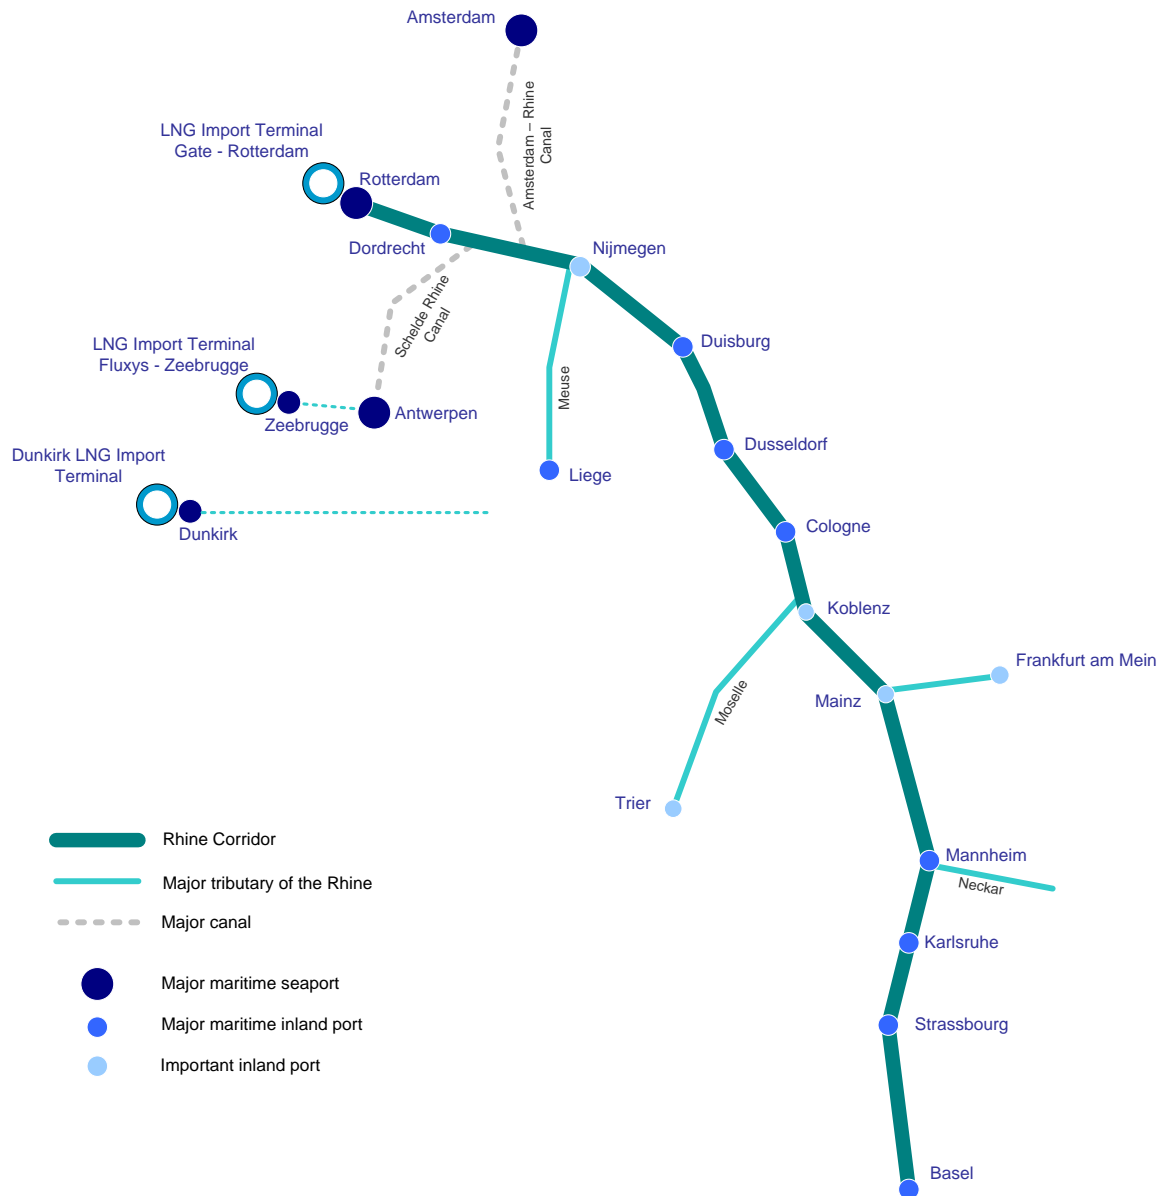 Amsterdam
Amsterdam – Rhine
Canal
LNG Import Terminal
Gate - Rotterdam
Rotterdam
Dordrecht
Nijmegen
Schelde Rhine
Canal
Duisburg
LNG Import Terminal
Fluxys - Zeebrugge
Meuse
Zeebrugge
Antwerpen
Dusseldorf
Dunkirk LNG Import
Terminal
Liege
Dunkirk
Cologne
Koblenz
Frankfurt am Mein
Moselle
Mainz
Trier
Rhine Corridor
Mannheim
Major tributary of the Rhine
Neckar
Major canal
Karlsruhe
Major maritime seaport
Major maritime inland port
Strassbourg
Important inland port
Basel